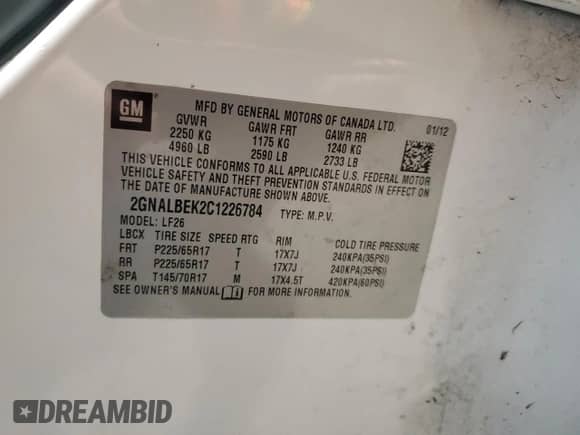 GM
MFD BY GENERAL MOTORS OF CANADA LTD.
GVWR GAWR FRT GAWR RR 01/12
2250 KG 1175 KG 1240 KG
4960 LB 2590 LB 2733 LB
THIS VEHICLE CONFORMS TO ALL APPLICABLE FEDERAL MOTOR
VEHICLE SAFETY AND THEFT PREVENTION STANDARDS IN EFFECT ON
THE DATE OF MANUFACTURE SHOWN ABOVE.
2GNALBEK2C1226784 TYPE: M.P.V.
MODEL: LF26
LBCX TIRE SIZE SPEED RTG RIM COLD TIRE PRESSURE
FRT P225/65R17 T 17X7J 240KPA(35PSI)
RR P225/65R17 T 17X7J 240KPA(35PSI)
SPA T145/70R17 M 17X4.5T 420KPA(60PSI)
SEE OWNER'S MANUAL FOR MORE INFORMATION.
DREAMBID